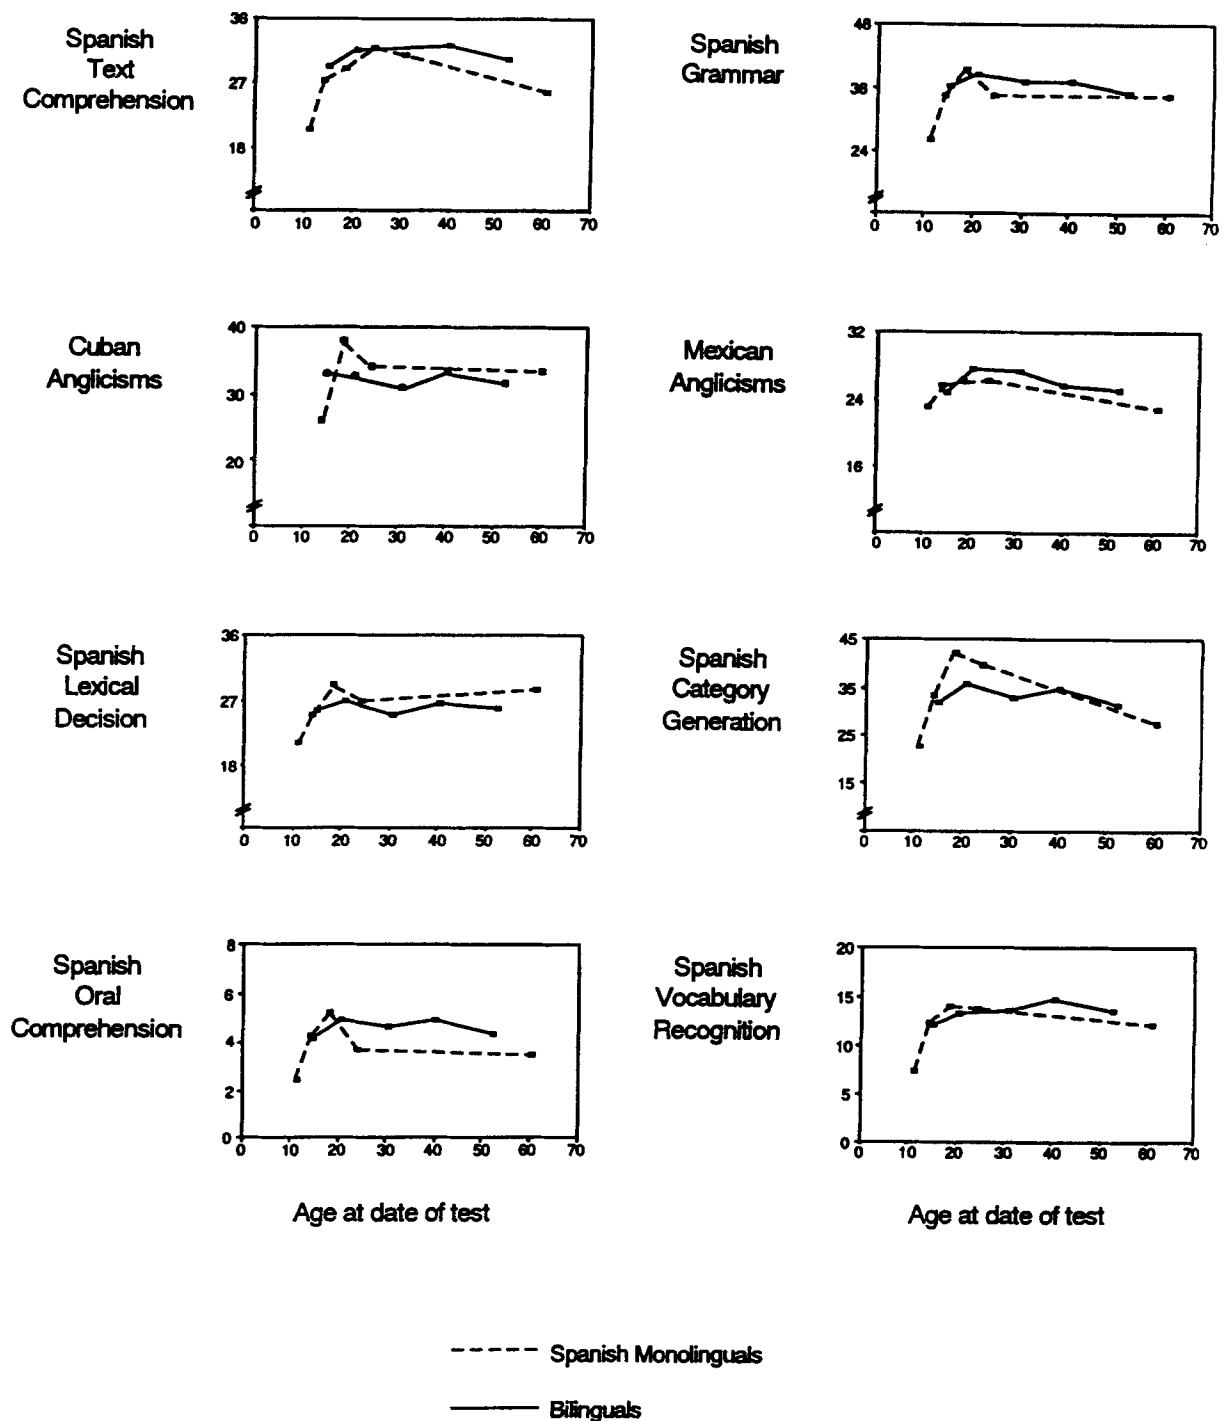 Spanish
Text
Comprehension
36
27
18
0 10 20 30 40 50 60 70
Spanish
Grammar
48
36
24
0 10 20 30 40 50 60 70
Cuban
Anglicisms
40
30
20
0 10 20 30 40 50 60 70
Mexican
Anglicisms
32
24
16
0 10 20 30 40 50 60 70
Spanish
Lexical
Decision
36
27
18
0 10 20 30 40 50 60 70
Spanish
Category
Generation
45
35
25
15
0 10 20 30 40 50 60 70
Spanish
Oral
Comprehension
8
6
4
2
0
0 10 20 30 40 50 60 70
Age at date of test
Spanish
Vocabulary
Recognition
20
15
10
5
0
0 10 20 30 40 50 60 70
Age at date of test
Spanish Monolinguals
Bilinguals